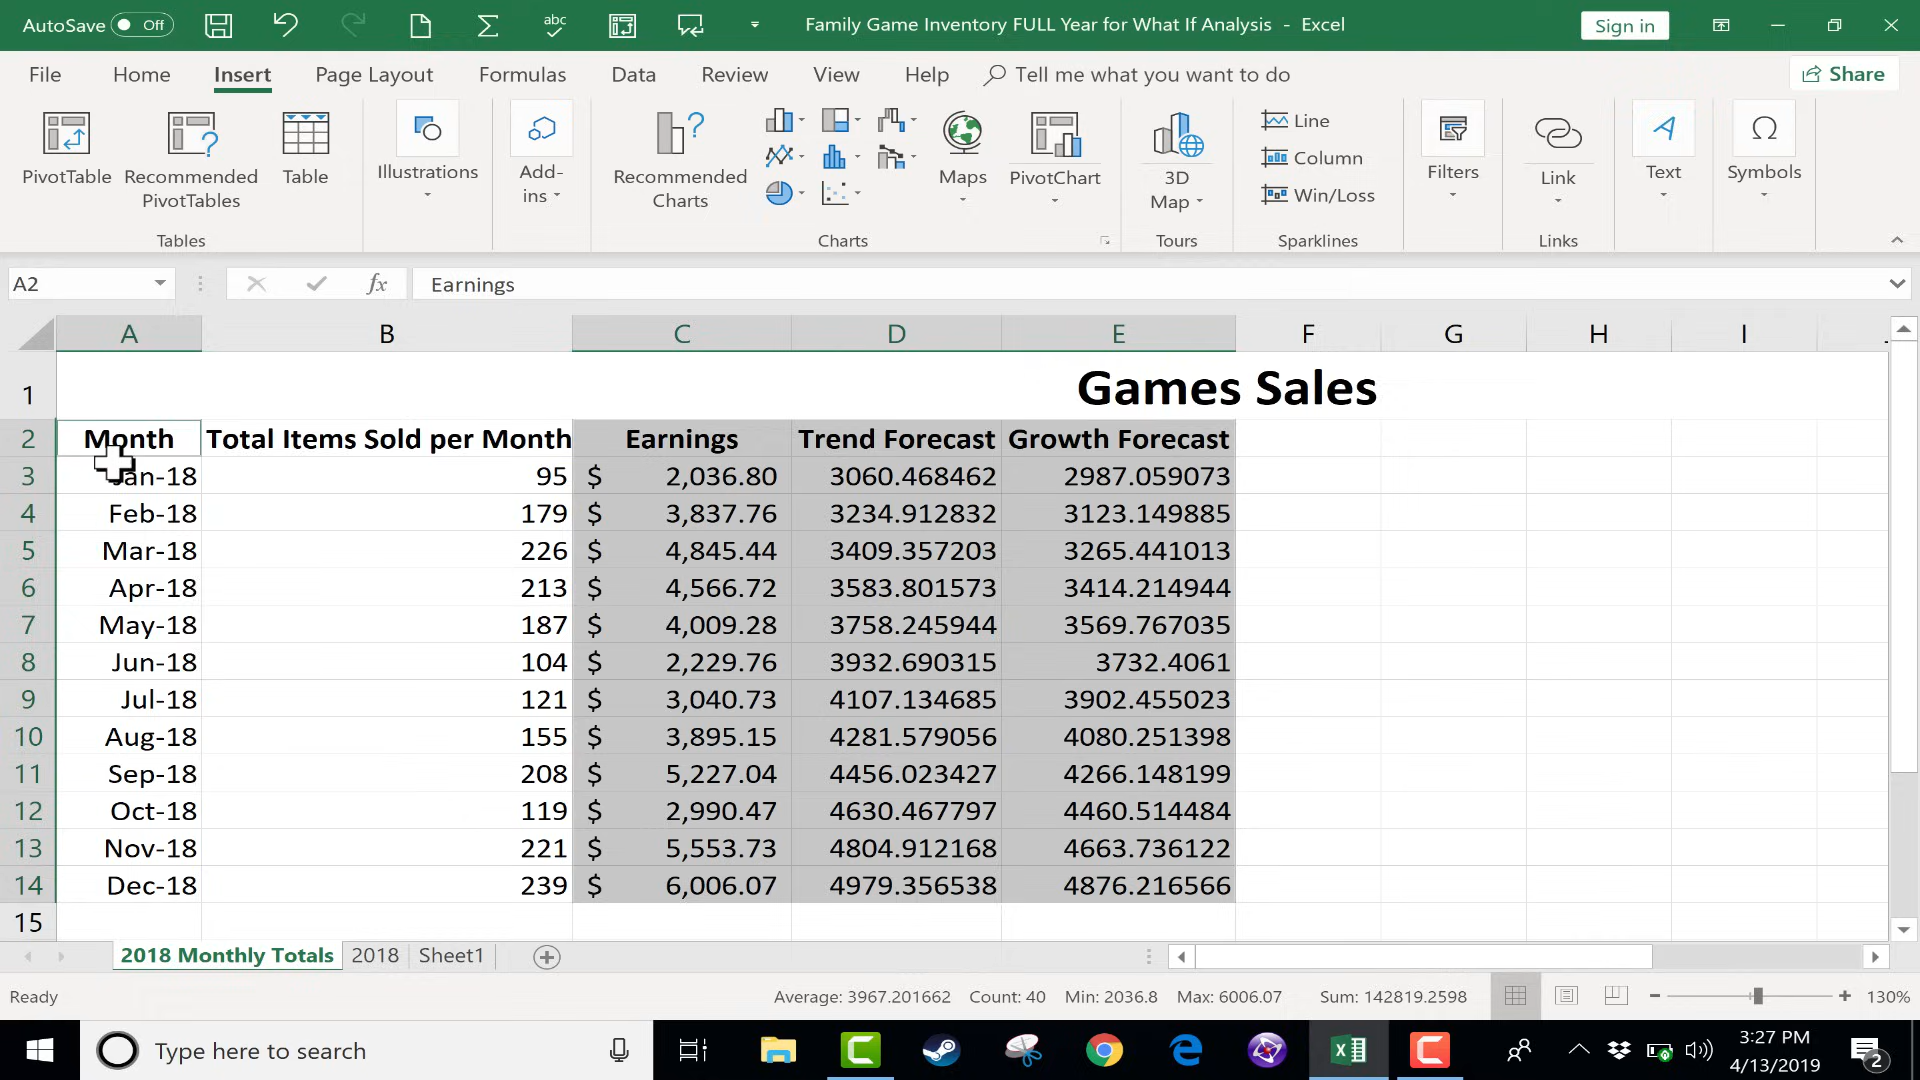 AutoSave Off abc Family Game Inventory FULL Year for What If Analysis - Excel Sign in
File Home Insert Page Layout Formulas Data Review View Help Tell me what you want to do Share
PivotTable Recommended PivotTables Table Illustrations Add-ins Recommended Charts Maps PivotChart 3D Map Line Column Win/Loss Filters Link Text Symbols
Tables Charts Tours Sparklines Links
A2 fx Earnings
A B C D E F G H I
1 Games Sales
2 Month Total Items Sold per Month Earnings Trend Forecast Growth Forecast
3 Jan-18 95 $ 2,036.80 3060.468462 2987.059073
4 Feb-18 179 $ 3,837.76 3234.912832 3123.149885
5 Mar-18 226 $ 4,845.44 3409.357203 3265.441013
6 Apr-18 213 $ 4,566.72 3583.801573 3414.214944
7 May-18 187 $ 4,009.28 3758.245944 3569.767035
8 Jun-18 104 $ 2,229.76 3932.690315 3732.4061
9 Jul-18 121 $ 3,040.73 4107.134685 3902.455023
10 Aug-18 155 $ 3,895.15 4281.579056 4080.251398
11 Sep-18 208 $ 5,227.04 4456.023427 4266.148199
12 Oct-18 119 $ 2,990.47 4630.467797 4460.514484
13 Nov-18 221 $ 5,553.73 4804.912168 4663.736122
14 Dec-18 239 $ 6,006.07 4979.356538 4876.216566
15
2018 Monthly Totals 2018 Sheet1
Ready Average: 3967.201662 Count: 40 Min: 2036.8 Max: 6006.07 Sum: 142819.2598 130%
Type here to search 3:27 PM
4/13/2019 2